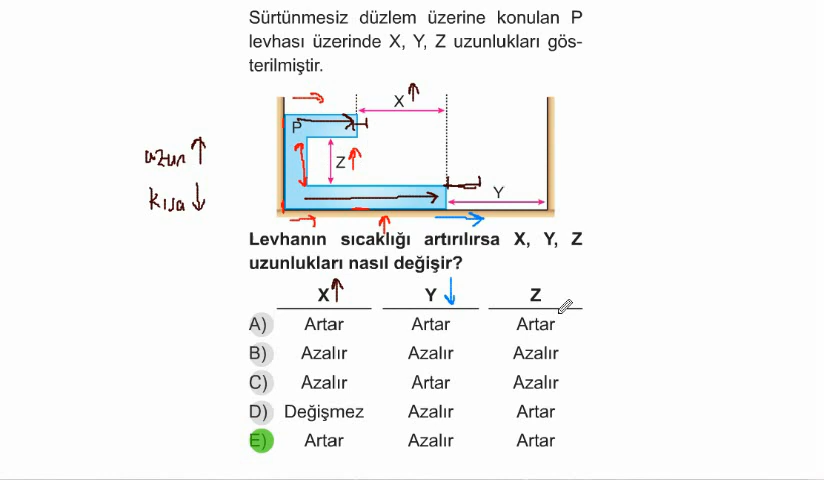 Sürtünmesiz düzlem üzerine konulan P
levhası üzerinde X, Y, Z uzunlukları gös-
terilmiştir.
X
P
uzun
Z
kısa
Y
Levhanın sıcaklığı artırılırsa X, Y, Z
uzunlukları nasıl değişir?
X Y Z
A) Artar Artar Artar
B) Azalır Azalır Azalır
C) Azalır Artar Azalır
D) Değişmez Azalır Artar
E) Artar Azalır Artar